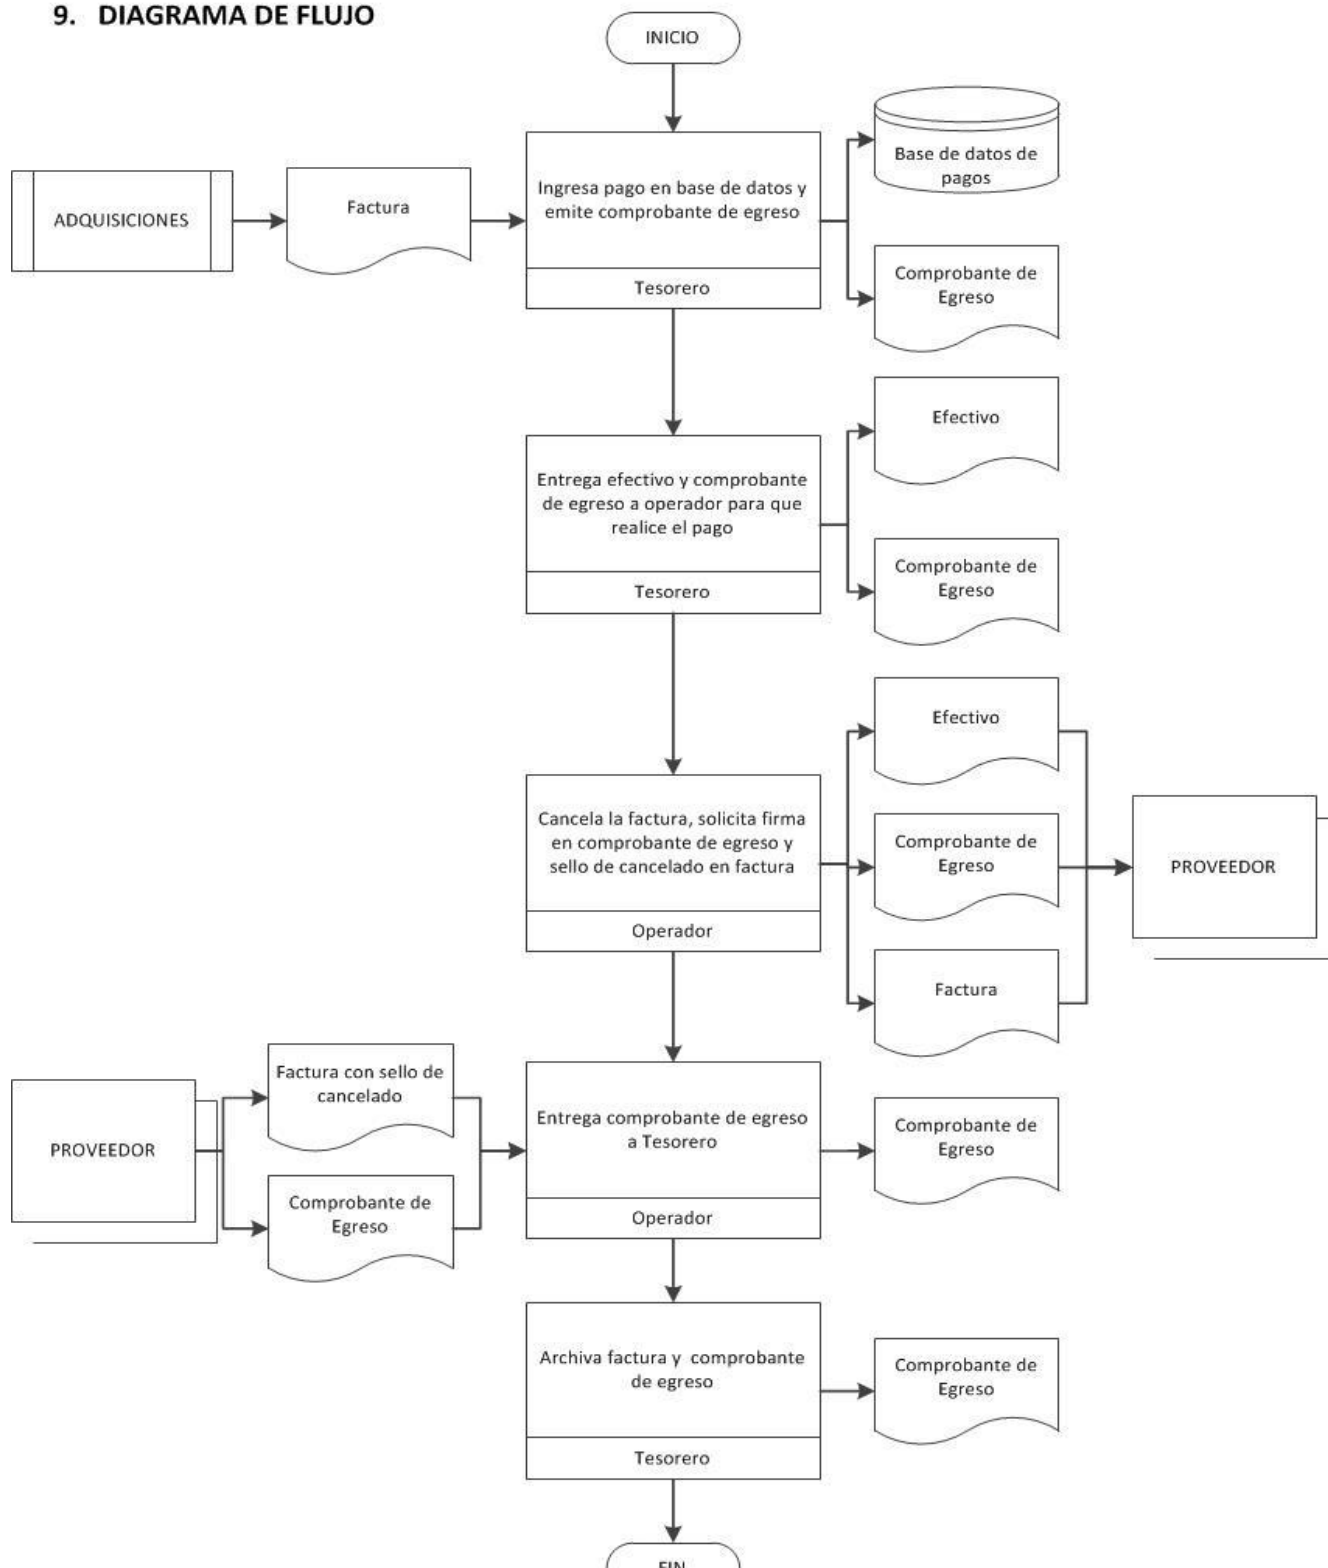 9. DIAGRAMA DE FLUJO
INICIO
ADQUISICIONES
Factura
Ingresa pago en base de datos y
emite comprobante de egreso
Tesorero
Base de datos de
pagos
Comprobante de
Egreso
Entrega efectivo y comprobante
de egreso a operador para que
realice el pago
Tesorero
Efectivo
Comprobante de
Egreso
Cancela la factura, solicita firma
en comprobante de egreso y
sello de cancelado en factura
Operador
Efectivo
Comprobante de
Egreso
Factura
PROVEEDOR
PROVEEDOR
Factura con sello de
cancelado
Comprobante de
Egreso
Entrega comprobante de egreso
a Tesorero
Operador
Comprobante de
Egreso
Archiva factura y  comprobante
de egreso
Tesorero
Comprobante de
Egreso
FIN